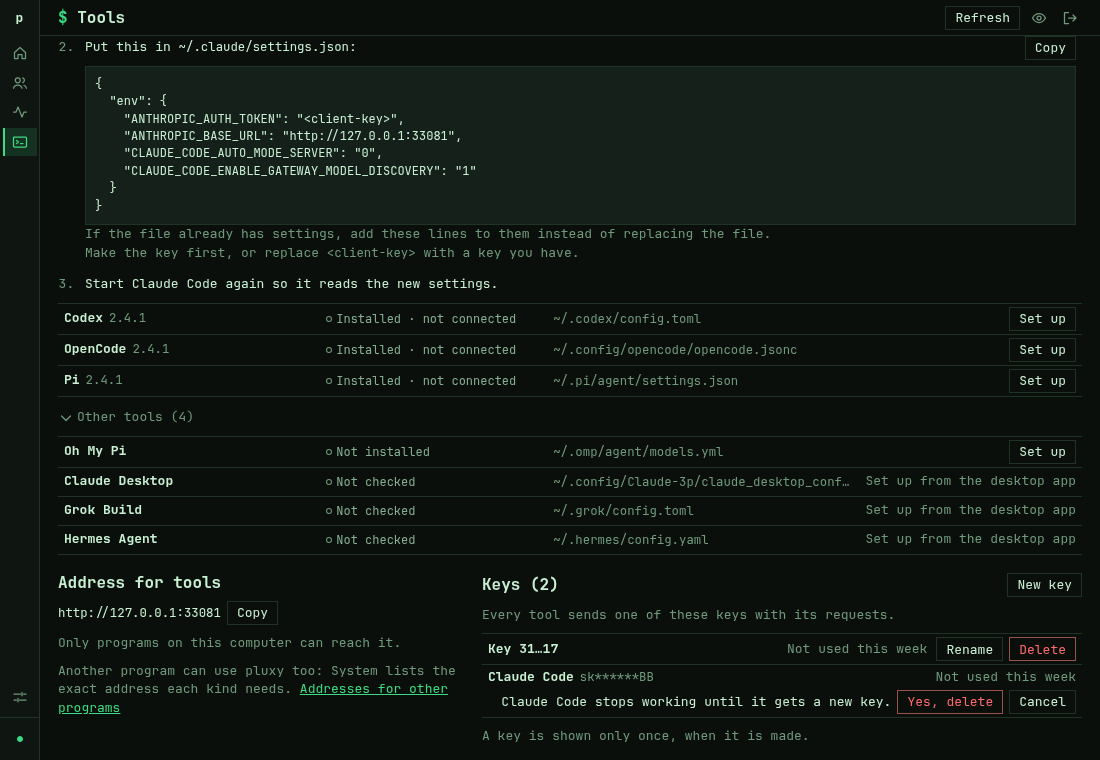 p
$ Tools
Refresh
2. Put this in ~/.claude/settings.json:
Copy
{
"env": {
"ANTHROPIC_AUTH_TOKEN": "<client-key>",
"ANTHROPIC_BASE_URL": "http://127.0.0.1:33081",
"CLAUDE_CODE_AUTO_MODE_SERVER": "0",
"CLAUDE_CODE_ENABLE_GATEWAY_MODEL_DISCOVERY": "1"
}
}
If the file already has settings, add these lines to them instead of replacing the file.
Make the key first, or replace <client-key> with a key you have.
3. Start Claude Code again so it reads the new settings.
Codex 2.4.1 Installed · not connected ~/.codex/config.toml Set up
OpenCode 2.4.1 Installed · not connected ~/.config/opencode/opencode.jsonc Set up
Pi 2.4.1 Installed · not connected ~/.pi/agent/settings.json Set up
Other tools (4)
Oh My Pi Not installed ~/.omp/agent/models.yml Set up
Claude Desktop Not checked ~/.config/Claude-3p/claude_desktop_conf… Set up from the desktop app
Grok Build Not checked ~/.grok/config.toml Set up from the desktop app
Hermes Agent Not checked ~/.hermes/config.yaml Set up from the desktop app
Address for tools
http://127.0.0.1:33081 Copy
Only programs on this computer can reach it.
Another program can use pluxy too: System lists the
exact address each kind needs. Addresses for other
programs
Keys (2)
New key
Every tool sends one of these keys with its requests.
Key 31…17 Not used this week Rename Delete
Claude Code sk******BB Not used this week
Claude Code stops working until it gets a new key. Yes, delete Cancel
A key is shown only once, when it is made.